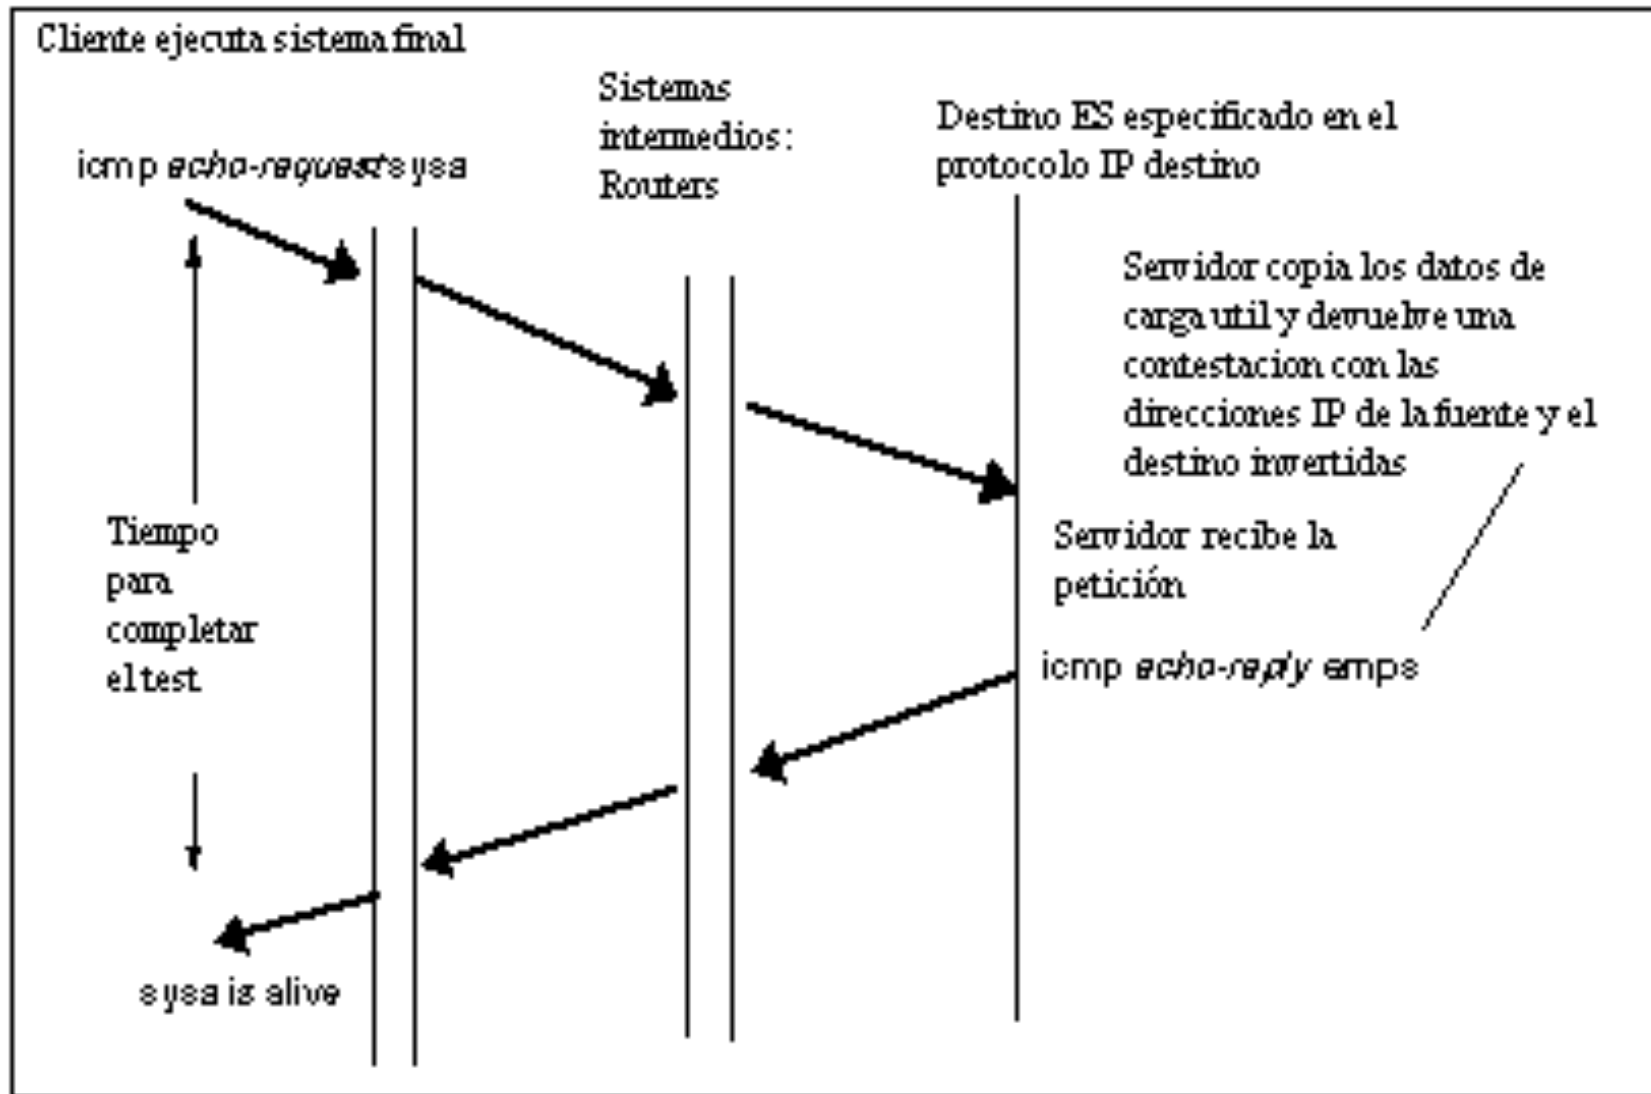 Cliente ejecuta sistema final
icmp echo-request sysa
Sistemas
intermedios:
Routers
Destino ES especificado en el
protocolo IP destino
Servidor copia los datos de
carga util y devuelve una
contestacion con las
direcciones IP de la fuente y el
destino invertidas
Tiempo
para
completar
el test
Servidor recibe la
petición
icmp echo-reply emps
sysa is alive